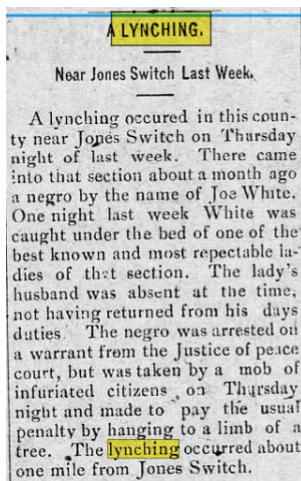 A LYNCHING.
Near Jones Switch Last Week.
A lynching occured in this coun-
ty near Jones Switch on Thursday
night of last week. There came
into that section about a month ago
a negro by the name of Joe White.
One night last week White was
caught under the bed of one of the
best known and most repectable la-
dies of that section. The lady's
husband was absent at the time,
not having returned from his days
duties. The negro was arrested on
a warrant from the Justice of peace
court, but was taken by a mob of
infuriated citizens on Thursday
night and made to pay the usual
penalty by hanging to a limb of a
tree. The lynching occurred about
one mile from Jones Switch.